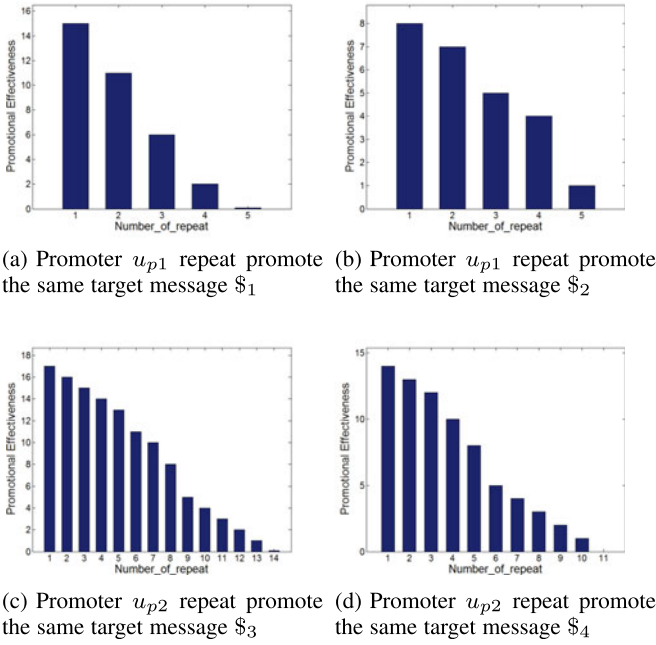 Promotional Effectiveness
16
14
12
10
8
6
4
2
0
1 2 3 4 5
Number_of_repeat
Promotional Effectiveness
8
7
6
5
4
3
2
1
0
1 2 3 4 5
Number_of_repeat
(a) Promoter u_{p1} repeat promote
the same target message $_1
(b) Promoter u_{p1} repeat promote
the same target message $_2
Promotional Effectiveness
18
16
14
12
10
8
6
4
2
0
1 2 3 4 5 6 7 8 9 10 11 12 13 14
Number_of_repeat
Promotional Effectiveness
15
10
5
0
1 2 3 4 5 6 7 8 9 10 11
Number_of_repeat
(c) Promoter u_{p2} repeat promote
the same target message $_3
(d) Promoter u_{p2} repeat promote
the same target message $_4